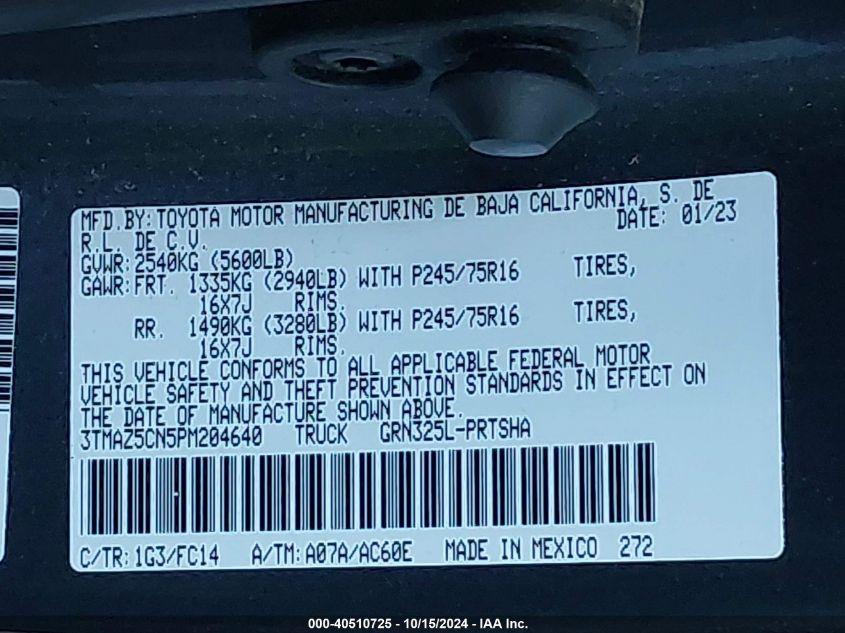 MFD.BY: TOYOTA MOTOR MANUFACTURING DE BAJA CALIFORNIA, S. DE
R.L. DE C.V. DATE: 01/23
GVWR: 2540KG (5600LB)
GAWR: FRT. 1335KG (2940LB) WITH P245/75R16 TIRES,
16X7J RIMS.
RR. 1490KG (3280LB) WITH P245/75R16 TIRES,
16X7J RIMS.
THIS VEHICLE CONFORMS TO ALL APPLICABLE FEDERAL MOTOR
VEHICLE SAFETY AND THEFT PREVENTION STANDARDS IN EFFECT ON
THE DATE OF MANUFACTURE SHOWN ABOVE.
3TMAZ5CN5PM204640 TRUCK GRN325L-PRTSHA
C/TR: 1G3/FC14 A/TM: A07A/AC60E MADE IN MEXICO 272
000-40510725 - 10/15/2024 - IAA Inc.